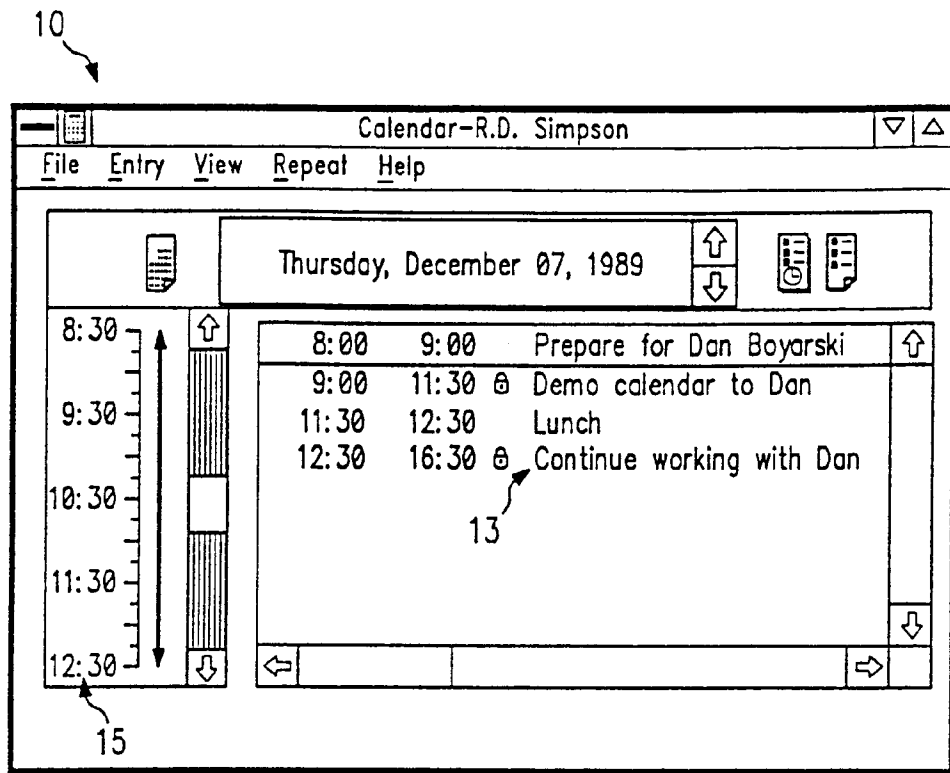 10
Calendar-R.D. Simpson
File Entry View Repeat Help
Thursday, December 07, 1989
8:30
9:30
10:30
11:30
12:30
8:00 9:00 Prepare for Dan Boyarski
9:00 11:30 Demo calendar to Dan
11:30 12:30 Lunch
12:30 16:30 Continue working with Dan
13
15